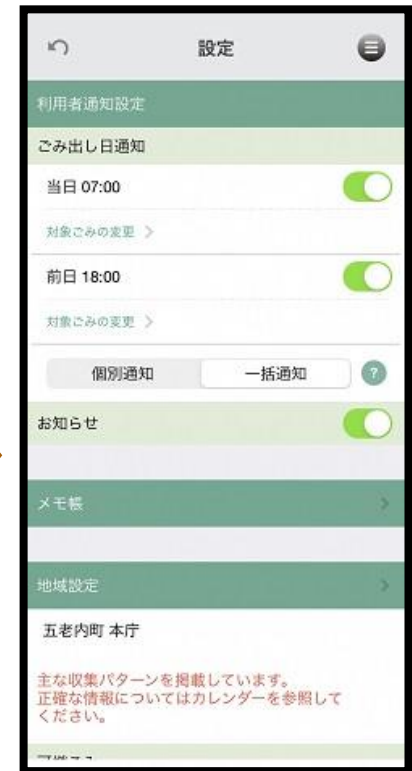 設定
利用者通知設定
ごみ出し日通知
当日 07:00
対象ごみの変更 >
前日 18:00
対象ごみの変更 >
個別通知 一括通知 ?
お知らせ
メモ帳 >
地域設定 >
五老内町 本庁
主な収集パターンを掲載しています。
正確な情報についてはカレンダーを参照して
ください。